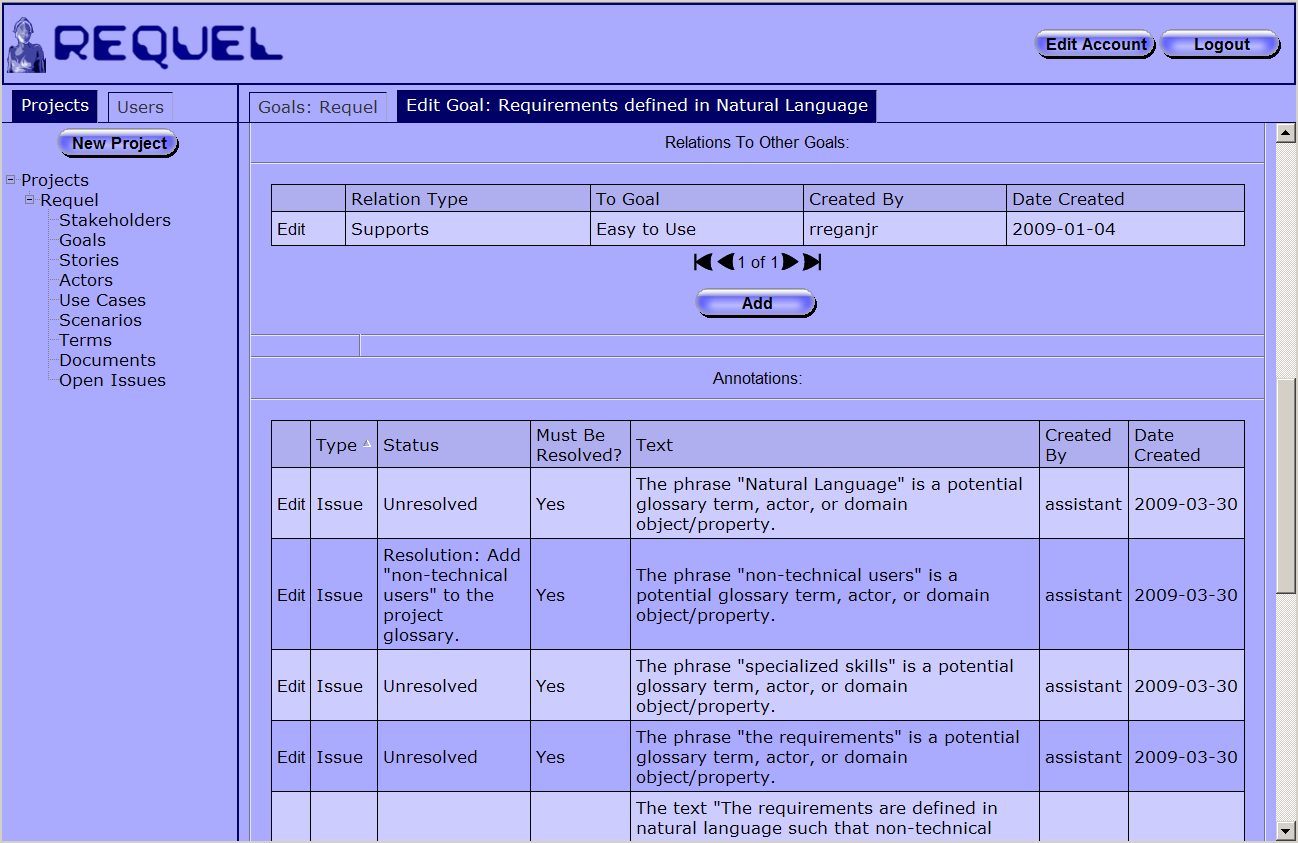 REQUEL
Edit Account
Logout
Projects
Users
Goals: Requel
Edit Goal: Requirements defined in Natural Language
New Project
Projects
Requel
Stakeholders
Goals
Stories
Actors
Use Cases
Scenarios
Terms
Documents
Open Issues
Relations To Other Goals:
Relation Type To Goal Created By Date Created
Edit Supports Easy to Use rreganjr 2009-01-04
1 of 1
Add
Annotations:
Type Status
Must Be
Resolved?
Text
Created
By
Date
Created
Edit Issue Unresolved Yes
The phrase "Natural Language" is a potential
glossary term, actor, or domain
object/property.
assistant 2009-03-30
Edit Issue
Resolution: Add
"non-technical
users" to the
project
glossary.
Yes
The phrase "non-technical users" is a
potential glossary term, actor, or domain
object/property.
assistant 2009-03-30
Edit Issue Unresolved Yes
The phrase "specialized skills" is a potential
glossary term, actor, or domain
object/property.
assistant 2009-03-30
Edit Issue Unresolved Yes
The phrase "the requirements" is a potential
glossary term, actor, or domain
object/property.
assistant 2009-03-30
The text "The requirements are defined in
natural language such that non-technical